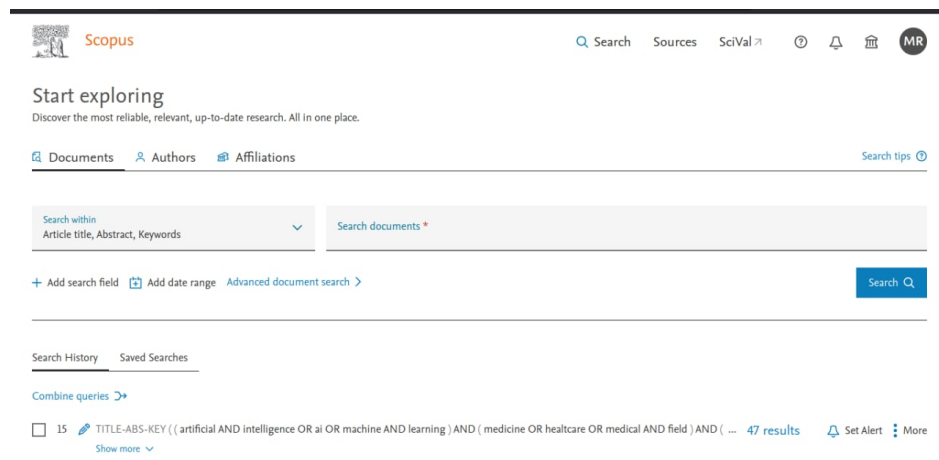 Scopus
Search Sources SciVal MR
Start exploring
Discover the most reliable, relevant, up-to-date research. All in one place.
Documents Authors Affiliations Search tips
Search within
Article title, Abstract, Keywords
Search documents *
+ Add search field Add date range Advanced document search >
Search
Search History Saved Searches
Combine queries
15 TITLE-ABS-KEY ( ( artificial AND intelligence OR ai OR machine AND learning ) AND ( medicine OR healtcare OR medical AND field ) AND ( ... 47 results Set Alert More
Show more